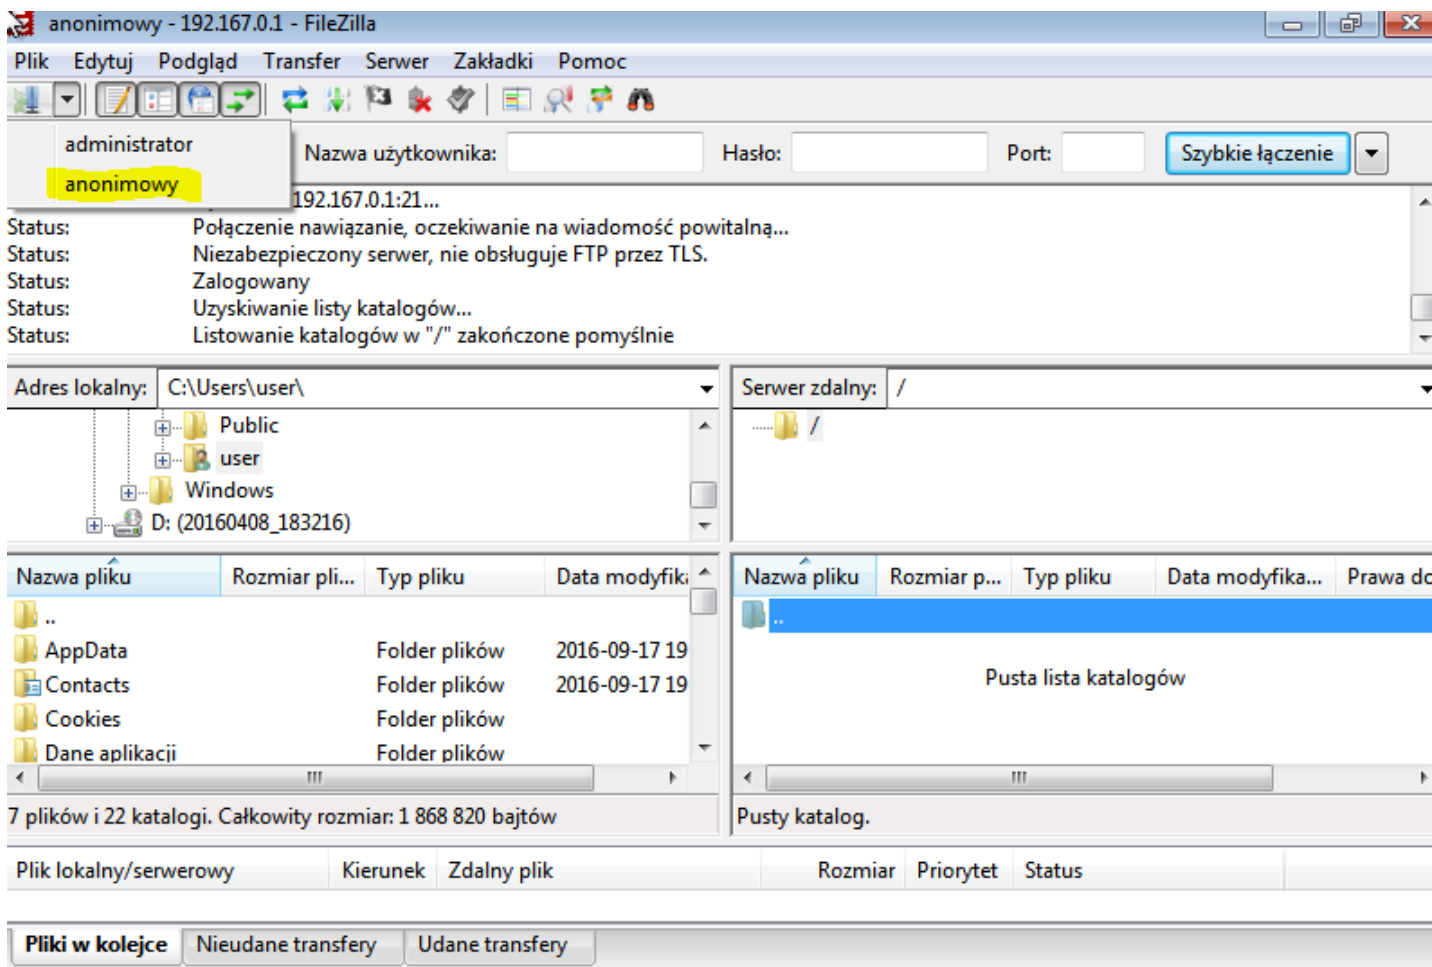 anonimowy - 192.167.0.1 - FileZilla
Plik Edytuj Podgląd Transfer Serwer Zakładki Pomoc
administrator
anonimowy
Nazwa użytkownika: Hasło: Port: Szybkie łączenie
192.167.0.1:21...
Status: Połączenie nawiązanie, oczekiwanie na wiadomość powitalną...
Status: Niezabezpieczony serwer, nie obsługuje FTP przez TLS.
Status: Zalogowany
Status: Uzyskiwanie listy katalogów...
Status: Listowanie katalogów w "/" zakończone pomyślnie
Adres lokalny: C:\Users\user\
Public
user
Windows
D: (20160408_183216)
Serwer zdalny: /
/
Nazwa pliku Rozmiar pli... Typ pliku Data modyfika
..
AppData Folder plików 2016-09-17 19
Contacts Folder plików 2016-09-17 19
Cookies Folder plików
Dane aplikacji Folder plików
7 plików i 22 katalogi. Całkowity rozmiar: 1 868 820 bajtów
Nazwa pliku Rozmiar p... Typ pliku Data modyfika... Prawa do
..
Pusta lista katalogów
Pusty katalog.
Plik lokalny/serwerowy Kierunek Zdalny plik Rozmiar Priorytet Status
Pliki w kolejce Nieudane transfery Udane transfery